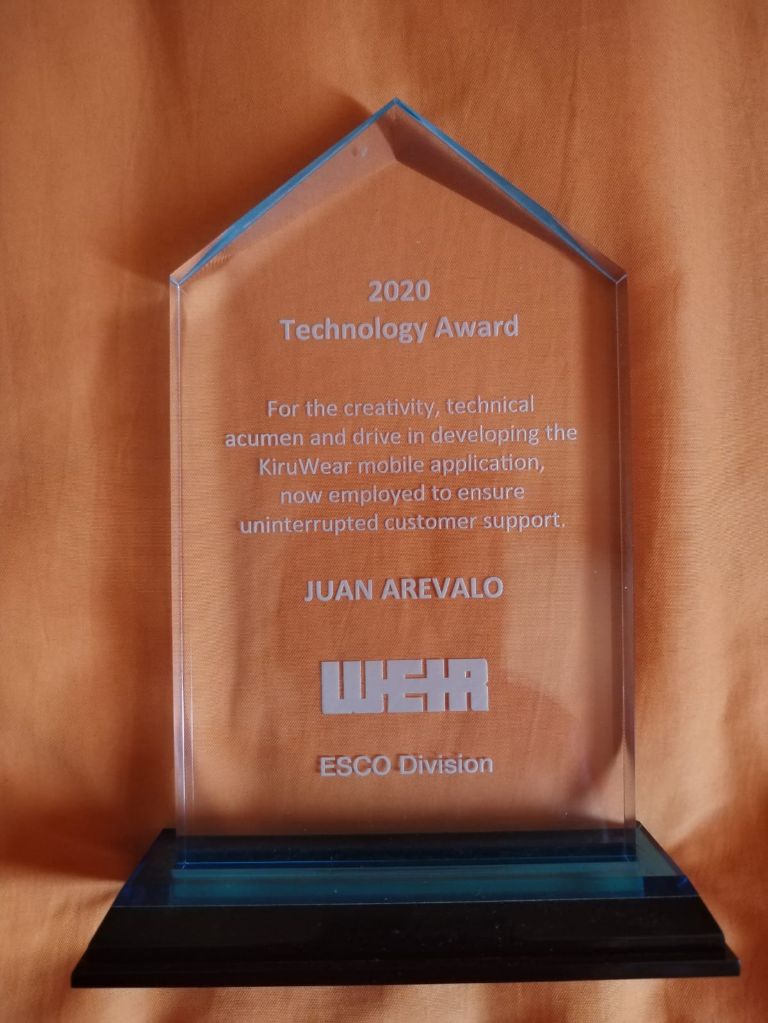 2020
Technology Award
For the creativity, technical
acumen and drive in developing the
KiruWear mobile application,
now employed to ensure
uninterrupted customer support.
JUAN AREVALO
WEIR
ESCO Division